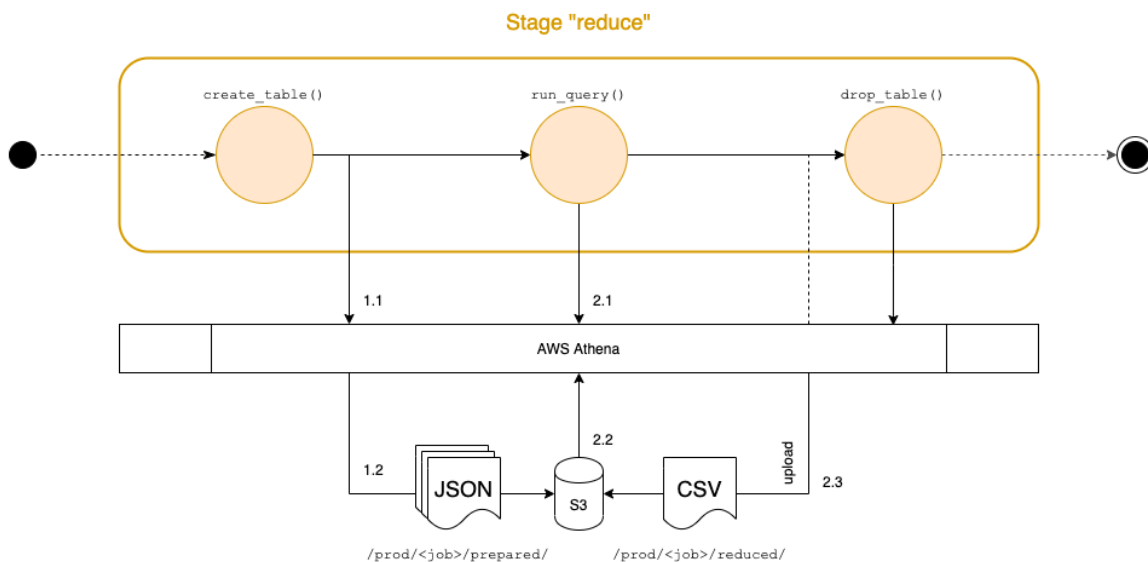 Stage "reduce"
create_table()
run_query()
drop_table()
1.1
2.1
AWS Athena
1.2
2.2
upload
2.3
JSON
S3
CSV
/prod/<job>/prepared/
/prod/<job>/reduced/